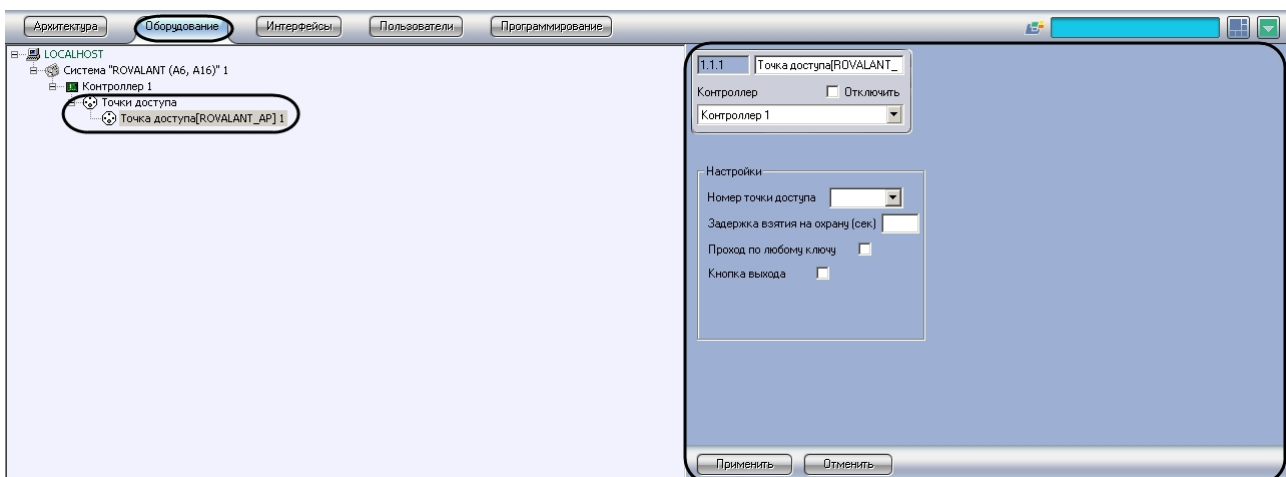 Архитектура Оборудование Интерфейсы Пользователи Программирование
LOCALHOST
Система "ROVALANT (A6, A16)" 1
Контроллер 1
Точки доступа
Точка доступа[ROVALANT_AP] 1
1.1.1 Точка доступа[ROVALANT_
Контроллер Отключить
Контроллер 1
Настройки
Номер точки доступа
Задержка взятия на охрану (сек)
Проход по любому ключу
Кнопка выхода
Применить Отменить